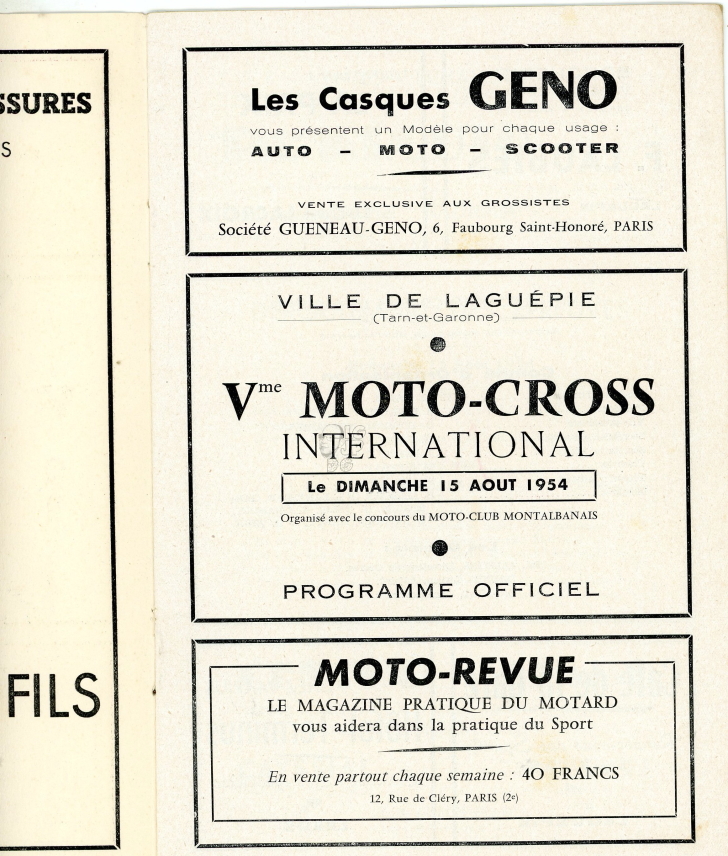 SSURES
S
FILS
Les Casques GENO
vous présentent un Modèle pour chaque usage :
AUTO – MOTO – SCOOTER
VENTE EXCLUSIVE AUX GROSSISTES
Société GUENEAU-GENO, 6, Faubourg Saint-Honoré, PARIS
VILLE DE LAGUÉPIE
(Tarn-et-Garonne)
Vme MOTO-CROSS
INTERNATIONAL
Le DIMANCHE 15 AOUT 1954
Organisé avec le concours du MOTO-CLUB MONTALBANAIS
PROGRAMME OFFICIEL
MOTO-REVUE
LE MAGAZINE PRATIQUE DU MOTARD
vous aidera dans la pratique du Sport
En vente partout chaque semaine : 40 FRANCS
12, Rue de Cléry, PARIS (2e)